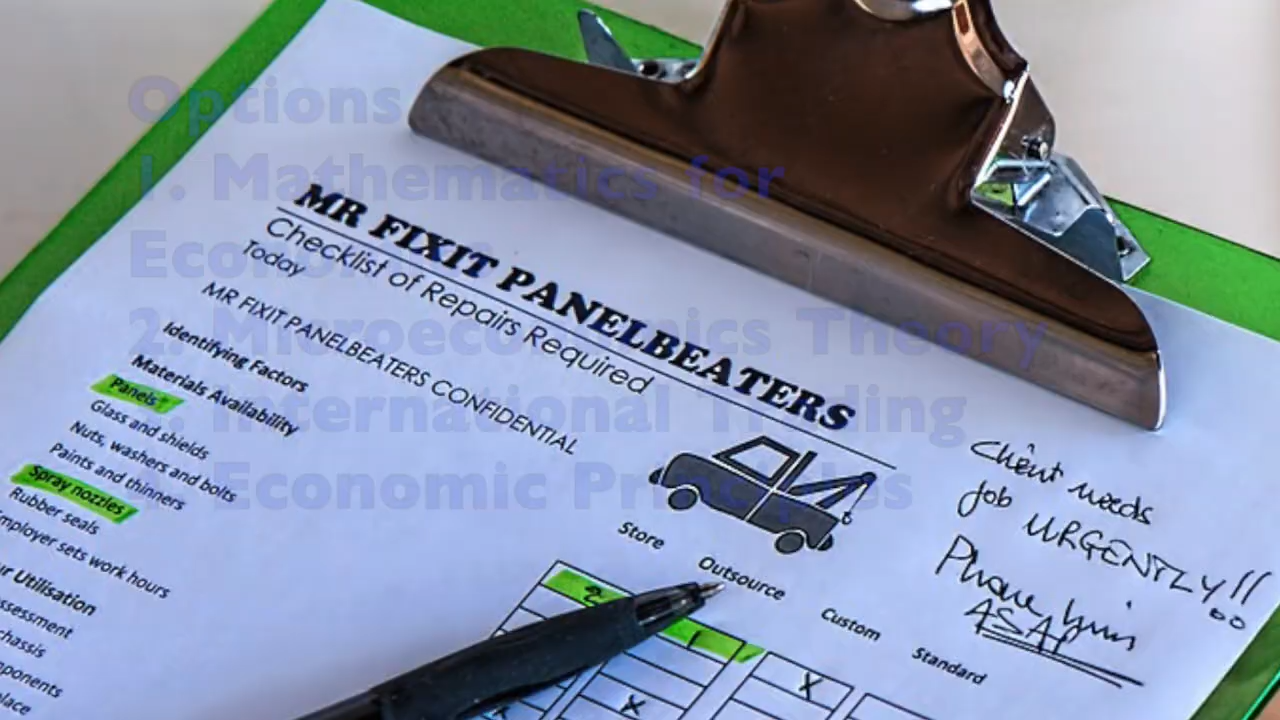 Options
1. Mathematics for
Economics
2. Microeconomics Theory
3. International Trading
4. Economic Principles
MR FIXIT PANELBEATERS
Checklist of Repairs Required
Today
MR FIXIT PANELBEATERS CONFIDENTIAL
Identifying Factors
Materials Availability
Panels
Glass and shields
Nuts, washers and bolts
Paints and thinners
Spray nozzles
Rubber seals
Employer sets work hours
Utilisation
chassis
Store
Outsource
Custom
Standard
2
1
X
X
X
Client needs
job URGENTLY!!
Phone him
ASAP